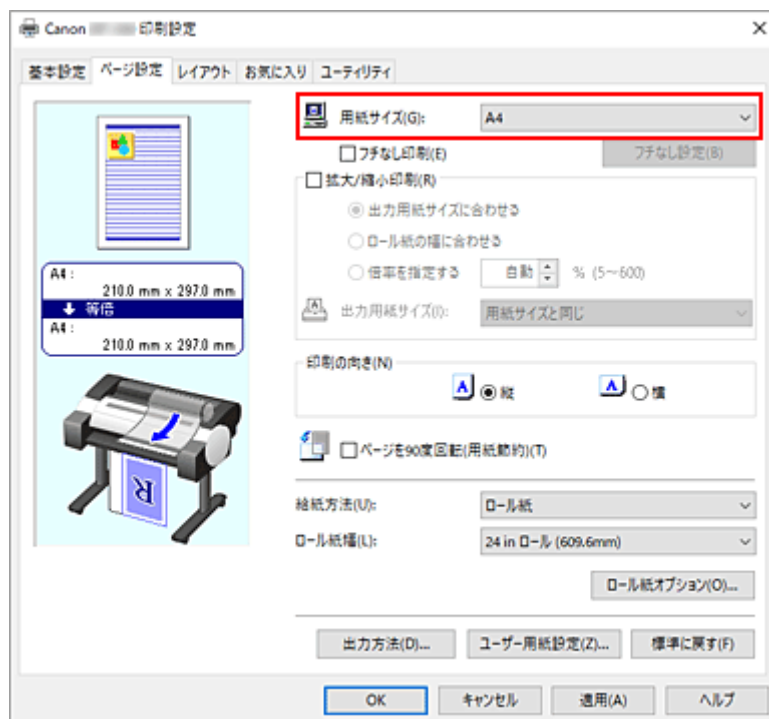 Canon 印刷設定
基本設定 ページ設定 レイアウト お気に入り ユーティリティ
用紙サイズ(G): A4
フチなし印刷(E) フチなし設定(B)
拡大/縮小印刷(R)
出力用紙サイズに合わせる
ロール紙の幅に合わせる
倍率を指定する 自動 % (5～600)
出力用紙サイズ(I): 用紙サイズと同じ
A4 :
210.0 mm x 297.0 mm
等倍
A4 :
210.0 mm x 297.0 mm
印刷の向き(N)
A 縦 A 横
ページを90度回転(用紙節約)(T)
R
給紙方法(U): ロール紙
ロール紙幅(L): 24 in ロール (609.6mm)
ロール紙オプション(O)...
出力方法(D)... ユーザー用紙設定(Z)... 標準に戻す(F)
OK キャンセル 適用(A) ヘルプ